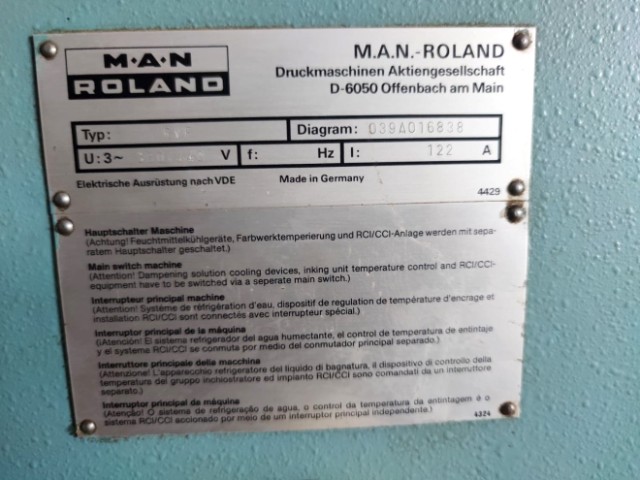 M·A·N
ROLAND
M.A.N.-ROLAND
Druckmaschinen Aktiengesellschaft
D-6050 Offenbach am Main
Typ:
Diagram: 039A016838
U:3~ V f: Hz I: 122 A
Elektrische Ausrüstung nach VDE Made in Germany
4429
Hauptschalter Maschine
(Achtung! Feuchtmittelkühlgeräte, Farbwerktemperierung und RCI/CCI-Anlage werden mit sepa-
ratem Hauptschalter geschaltet.)
Main switch machine
(Attention! Dampening solution cooling devices, inking unit temperature control and RCI/CCI-
equipment have to be switched via a seperate main switch.)
Interrupteur principal machine
(Attention! Système de réfrigération d'eau, dispositif de regulation de température d'encrage et
installation RCI/CCI sont connectés avec interrupteur spécial.)
Interruptor principal de la máquina
(Atención! El sistema refrigerador del agua humectante, el control de temperatura de entintaje
y el sistema RCI/CCI se conmuta por medio del conmutador principal separado.)
Interruttore principale della macchina
(Attenzione! L'apparecchio refrigeratore del liquido di bagnatura, il dispositivo di controllo della
temperatura del gruppo inchiostratore ed impianto RCI/CCI sono comandati da un interruttore
separato.)
Interruptor principal de máquina
(Atenção! O sistema de refrigeração de agua, o control da temperatura da entintagem é o
sistema RCI/CCI acolonado por meio de um interruptor principal independente.)
4324